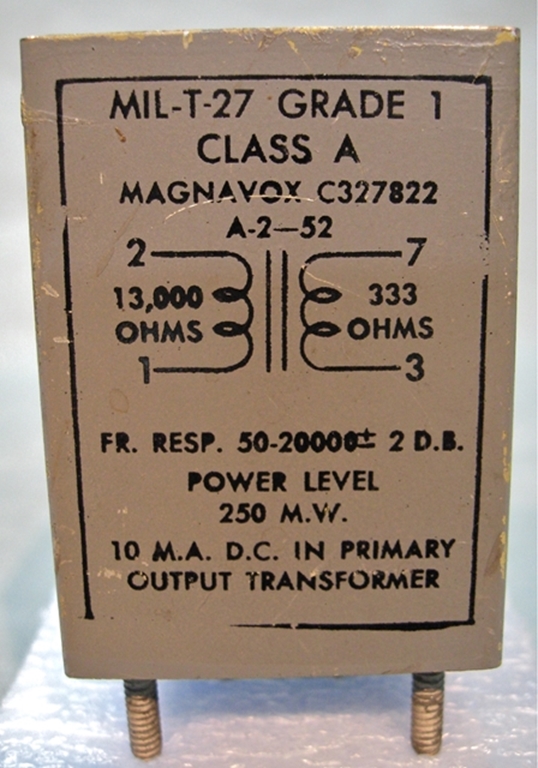 MIL-T-27 GRADE 1
CLASS A
MAGNAVOX C327822
A-2-52
2 7
13,000 333
OHMS OHMS
1 3
FR. RESP. 50-20000± 2 D.B.
POWER LEVEL
250 M.W.
10 M.A. D.C. IN PRIMARY
OUTPUT TRANSFORMER